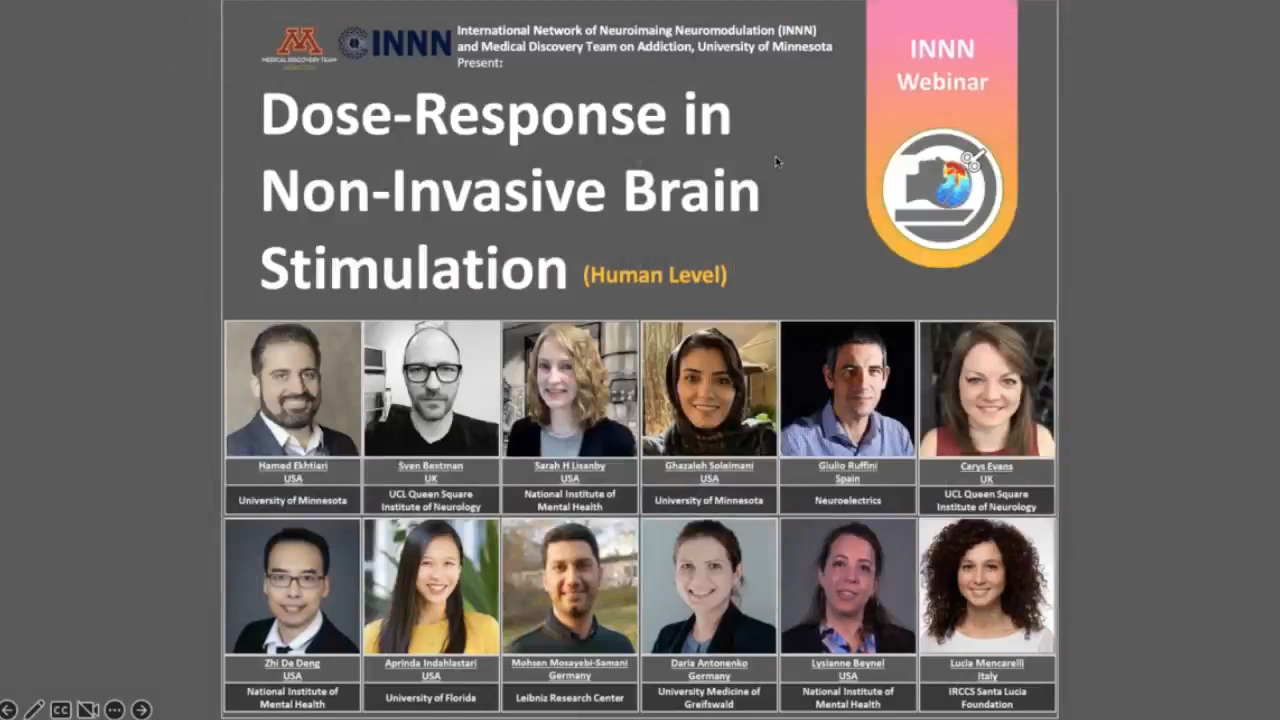 MEDICAL DISCOVERY TEAM
INNN
International Network of Neuroimaing Neuromodulation (INNN)
and Medical Discovery Team on Addiction, University of Minnesota
Present:
INNN
Webinar
Dose-Response in
Non-Invasive Brain
Stimulation (Human Level)
Hamed Ekhtiari
USA
University of Minnesota
Sven Bestman
UK
UCL Queen Square
Institute of Neurology
Sarah H Lisanby
USA
National Institute of
Mental Health
Ghazaleh Soleimani
USA
University of Minnesota
Giulio Ruffini
Spain
Neuroelectrics
Carys Evans
UK
UCL Queen Square
Institute of Neurology
Zhi De Deng
USA
National Institute of
Mental Health
Aprinda Indahlastari
USA
University of Florida
Mohsen Mosayebi-Samani
Germany
Leibniz Research Center
Daria Antonenko
Germany
University Medicine of
Greifswald
Lysianne Beynel
USA
National Institute of
Mental Health
Lucia Mencarelli
Italy
IRCCS Santa Lucia
Foundation
CC